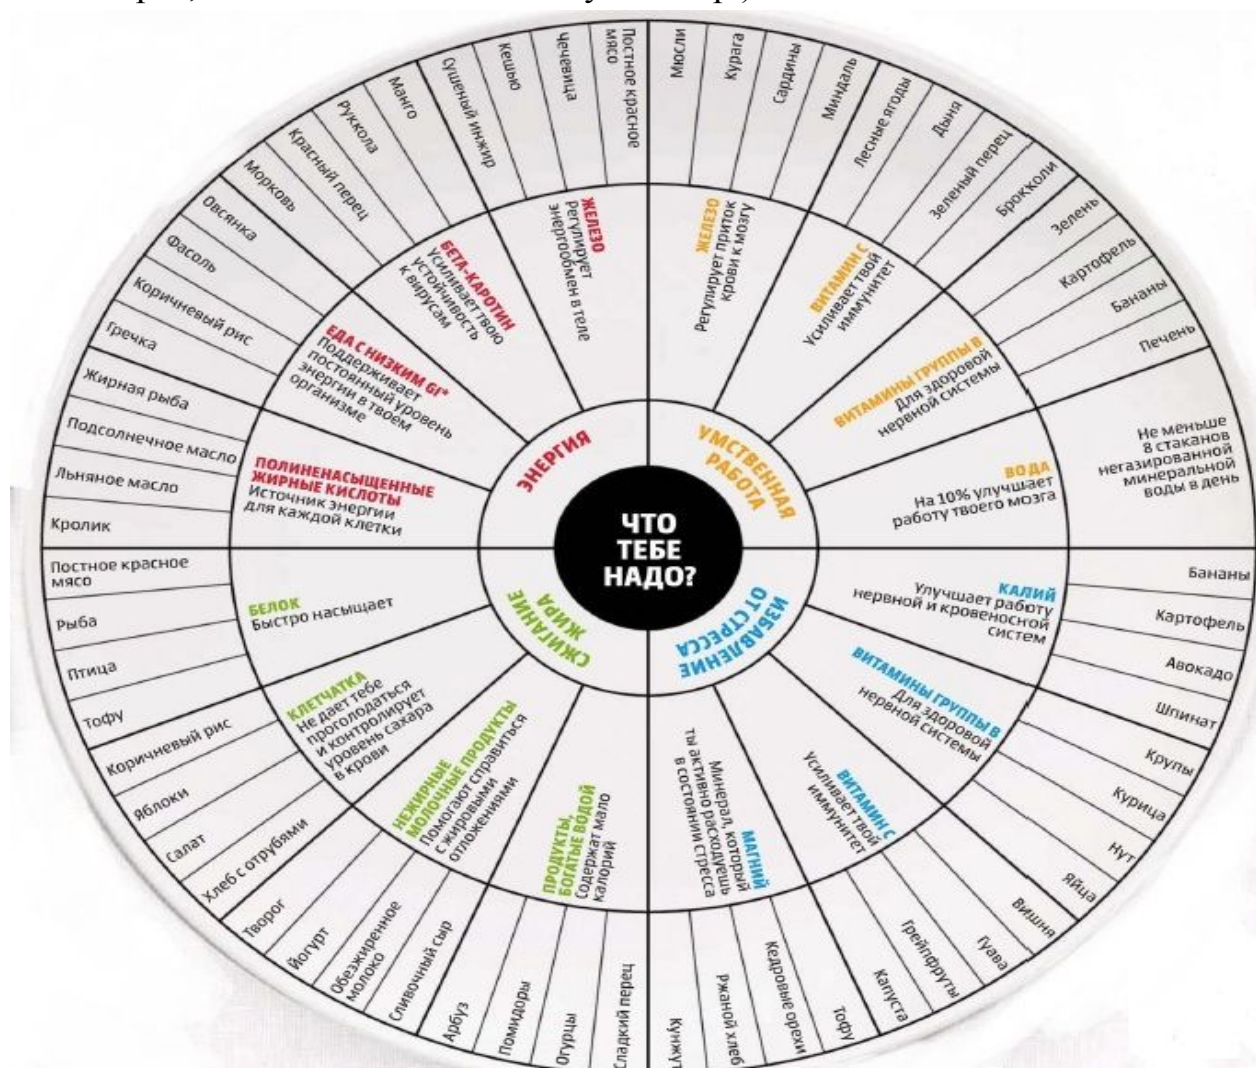 ЧТО
ТЕБЕ
НАДО?
ЭНЕРГИЯ
ЖЕЛЕЗО
Регулирует
энергообмен в теле
Постное красное
мясо
Чечевица
Кешью
Сушеный инжир
БЕТА-КАРОТИН
Усиливает твою
устойчивость
к вирусам
Манго
Руккола
Красный перец
Морковь
ЕДА С НИЗКИМ GI*
Поддерживает
постоянный уровень
энергии в твоем
организме
Овсянка
Фасоль
Коричневый рис
Гречка
ПОЛИНЕНАСЫЩЕННЫЕ
ЖИРНЫЕ КИСЛОТЫ
Источник энергии
для каждой клетки
Жирная рыба
Подсолнечное масло
Льняное масло
Кролик
УМСТВЕННАЯ
РАБОТА
ЖЕЛЕЗО
Регулирует приток
крови к мозгу
Мюсли
Курага
Сардины
Миндаль
ВИТАМИН С
Усиливает твой
иммунитет
Лесные ягоды
Дыня
Зеленый перец
Брокколи
ВИТАМИНЫ ГРУППЫ В
Для здоровой
нервной системы
Зелень
Картофель
Бананы
Печень
ВОДА
На 10% улучшает
работу твоего мозга
Не меньше
8 стаканов
негазированной
минеральной
воды в день
ИЗБАВЛЕНИЕ
ОТ СТРЕССА
КАЛИЙ
Улучшает работу
нервной и кровеносной
систем
Бананы
Картофель
Авокадо
Шпинат
ВИТАМИНЫ ГРУППЫ В
Для здоровой
нервной системы
Крупы
Курица
Нут
Яйца
ВИТАМИН С
усиливает твой
иммунитет
Вишня
Гуава
Грейпфруты
Капуста
МАГНИЙ
Минерал, который
ты активно расходуешь
в состоянии стресса
Тофу
Кедровые орехи
Ржаной хлеб
Кунжут
СЖИГАНИЕ
ЖИРА
БЕЛОК
Быстро насыщает
Постное красное
мясо
Рыба
Птица
Тофу
КЛЕТЧАТКА
Не дает тебе
проголодаться
и контролирует
уровень сахара
в крови
Коричневый рис
Яблоки
Салат
Хлеб с отрубями
НЕЖИРНЫЕ
МОЛОЧНЫЕ ПРОДУКТЫ
Помогают справиться
с жировыми
отложениями
Творог
Йогурт
Обезжиренное
молоко
Сливочный сыр
ПРОДУКТЫ,
БОГАТЫЕ ВОДОЙ
Содержат мало
калорий
Арбуз
Помидоры
Огурцы
Сладкий перец